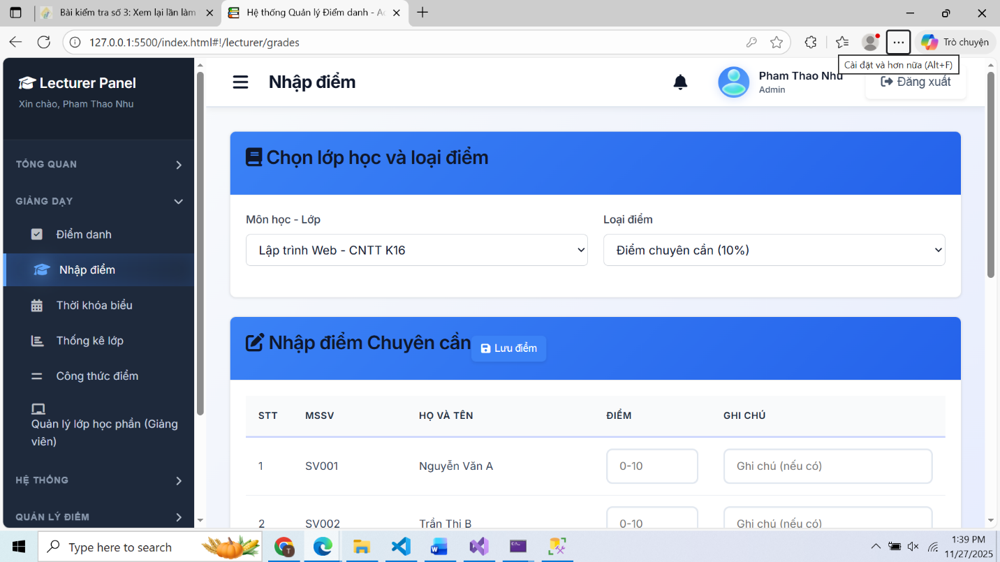 Bài kiểm tra số 3: Xem lại lần làm
Hệ thống Quản lý Điểm danh - Ad
127.0.0.1:5500/index.html#!/lecturer/grades
Trò chuyện
Cài đặt và hơn nữa (Alt+F)
Lecturer Panel
Xin chào, Pham Thao Nhu
Nhập điểm
Pham Thao Nhu
Admin
Đăng xuất
TỔNG QUAN
GIẢNG DẠY
Điểm danh
Nhập điểm
Thời khóa biểu
Thống kê lớp
Công thức điểm
Quản lý lớp học phần (Giảng
viên)
HỆ THỐNG
QUẢN LÝ ĐIỂM
Chọn lớp học và loại điểm
Môn học - Lớp
Loại điểm
Lập trình Web - CNTT K16
Điểm chuyên cần (10%)
Nhập điểm Chuyên cần
Lưu điểm
STT MSSV HỌ VÀ TÊN ĐIỂM GHI CHÚ
1 SV001 Nguyễn Văn A 0-10 Ghi chú (nếu có)
2 SV002 Trần Thị B 0-10 Ghi chú (nếu có)
Type here to search
1:39 PM
11/27/2025